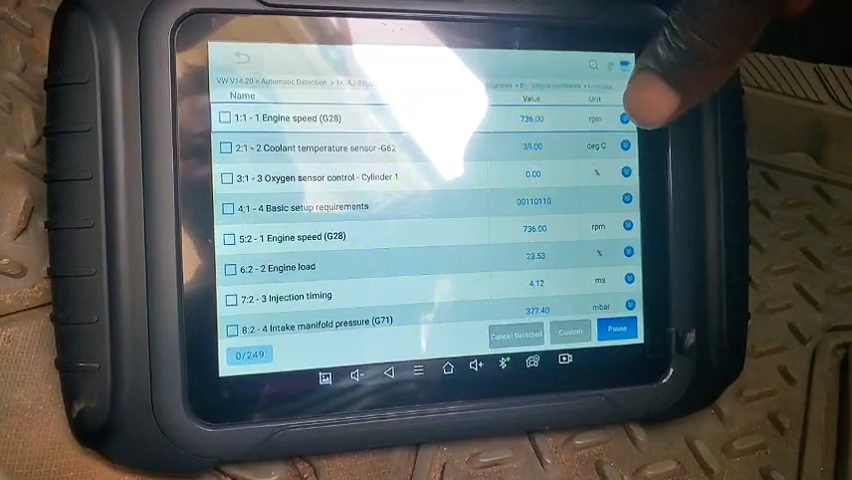 VW V14.20 > Automatic Detection >
Name Value Unit
1:1 - 1 Engine speed (G28) 736.00 rpm
2:1 - 2 Coolant temperature sensor -G62 39.00 deg C
3:1 - 3 Oxygen sensor control - Cylinder 1 0.00 %
4:1 - 4 Basic setup requirements 00110110
5:2 - 1 Engine speed (G28) 736.00 rpm
6:2 - 2 Engine load 23.53 %
7:2 - 3 Injection timing 4.12 ms
8:2 - 4 Intake manifold pressure (G71) 377.40 mbar
0/249 Cancel Selected Custom Pause